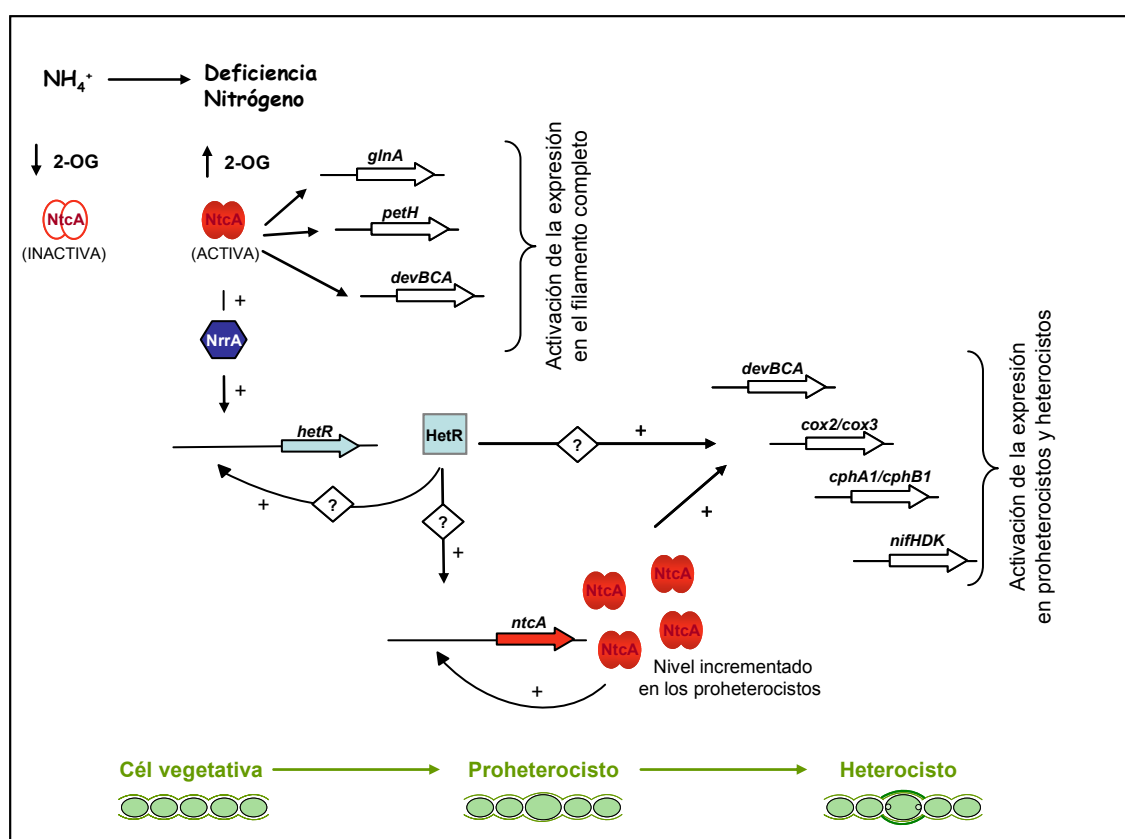 NH₄⁺
Deficiencia
Nitrógeno
2-OG
2-OG
NtcA
(INACTIVA)
NtcA
(ACTIVA)
glnA
petH
devBCA
Activación de la expresión
en el filamento completo
+
NrrA
+
hetR
HetR
?
+
?
+
?
+
devBCA
cox2/cox3
cphA1/cphB1
nifHDK
Activación de la expresión
en proheterocistos y heterocistos
+
ntcA
NtcA
NtcA
NtcA
NtcA
Nivel incrementado
en los proheterocistos
+
Cél vegetativa
Proheterocisto
Heterocisto